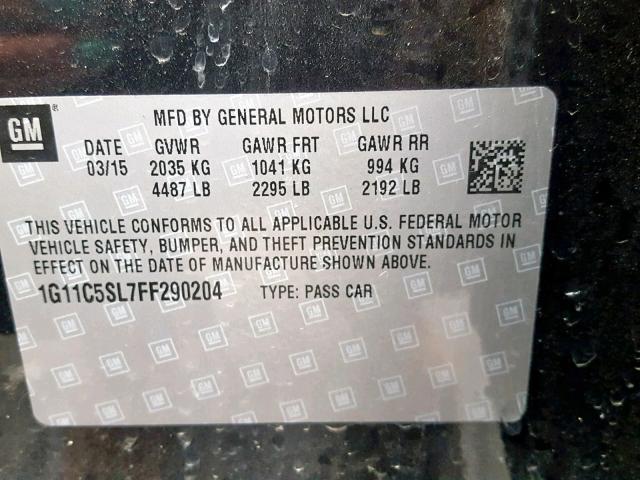 GM ®
MFD BY GENERAL MOTORS LLC
DATE GVWR GAWR FRT GAWR RR
03/15 2035 KG 1041 KG 994 KG
4487 LB 2295 LB 2192 LB
THIS VEHICLE CONFORMS TO ALL APPLICABLE U.S. FEDERAL MOTOR
VEHICLE SAFETY, BUMPER, AND THEFT PREVENTION STANDARDS IN
EFFECT ON THE DATE OF MANUFACTURE SHOWN ABOVE.
1G11C5SL7FF290204 TYPE: PASS CAR